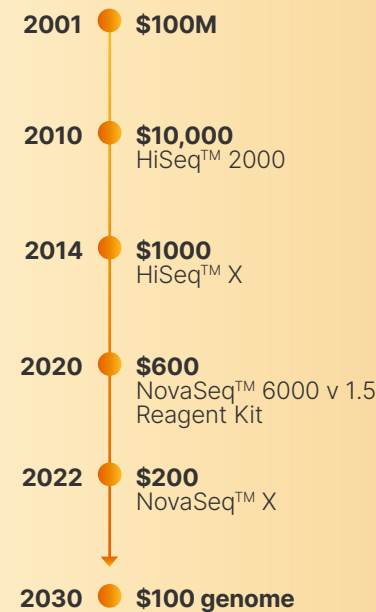 2001 $100M
2010 $10,000
HiSeq™ 2000
2014 $1000
HiSeq™ X
2020 $600
NovaSeq™ 6000 v 1.5
Reagent Kit
2022 $200
NovaSeq™ X
2030 $100 genome